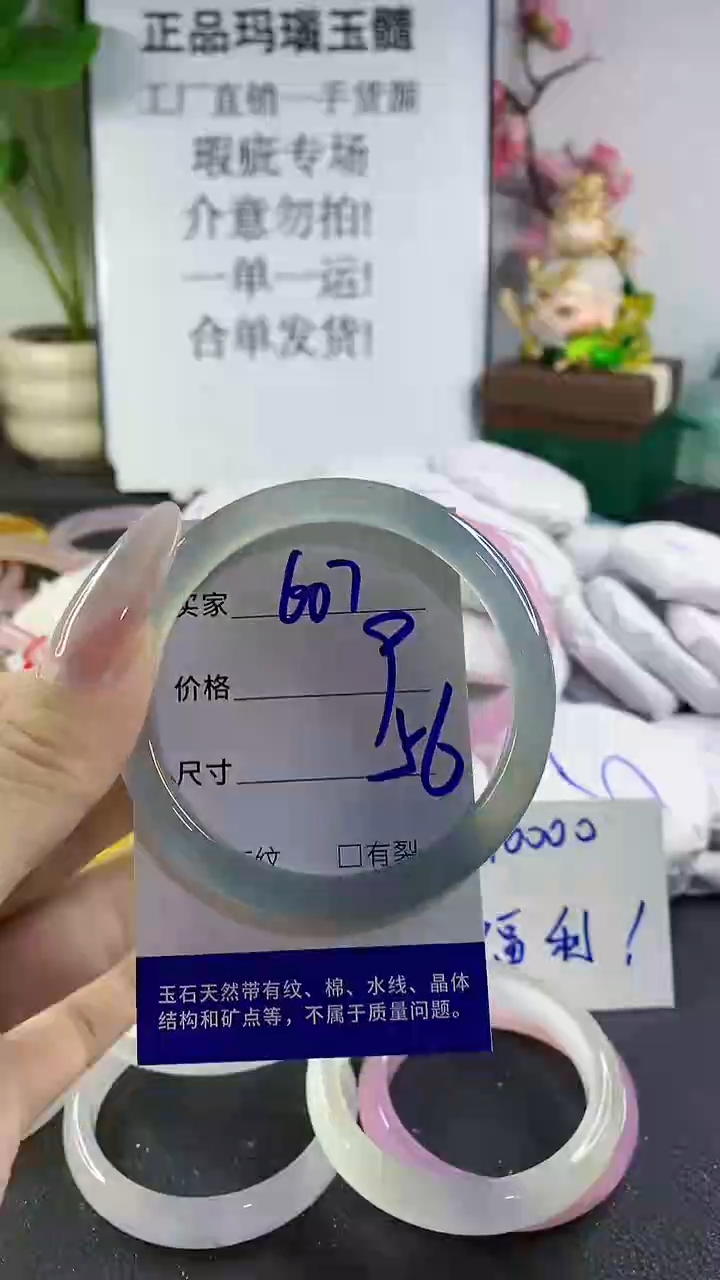 正品玛瑙玉髓
工厂直销一手货源
瑕疵专场
介意勿拍!
一单一运!
合单发货!
买家 607
价格
尺寸 56
纹 □有裂
0000
福利!
玉石天然带有纹、棉、水线、晶体
结构和矿点等，不属于质量问题。